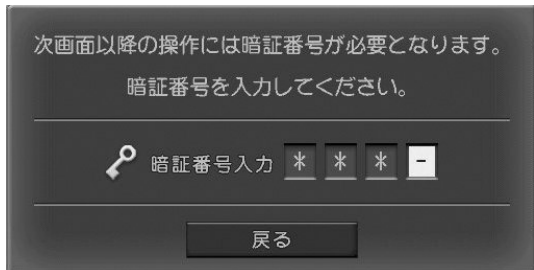 次画面以降の操作には暗証番号が必要となります。
暗証番号を入力してください。
暗証番号入力 * * * -
戻る